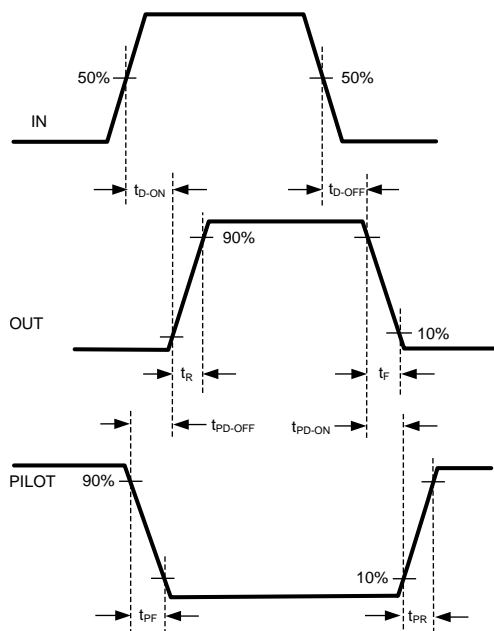 50%
50%
IN
tD-ON
tD-OFF
90%
OUT
10%
tR
tF
tPD-OFF
tPD-ON
PILOT
90%
10%
tPF
tPR